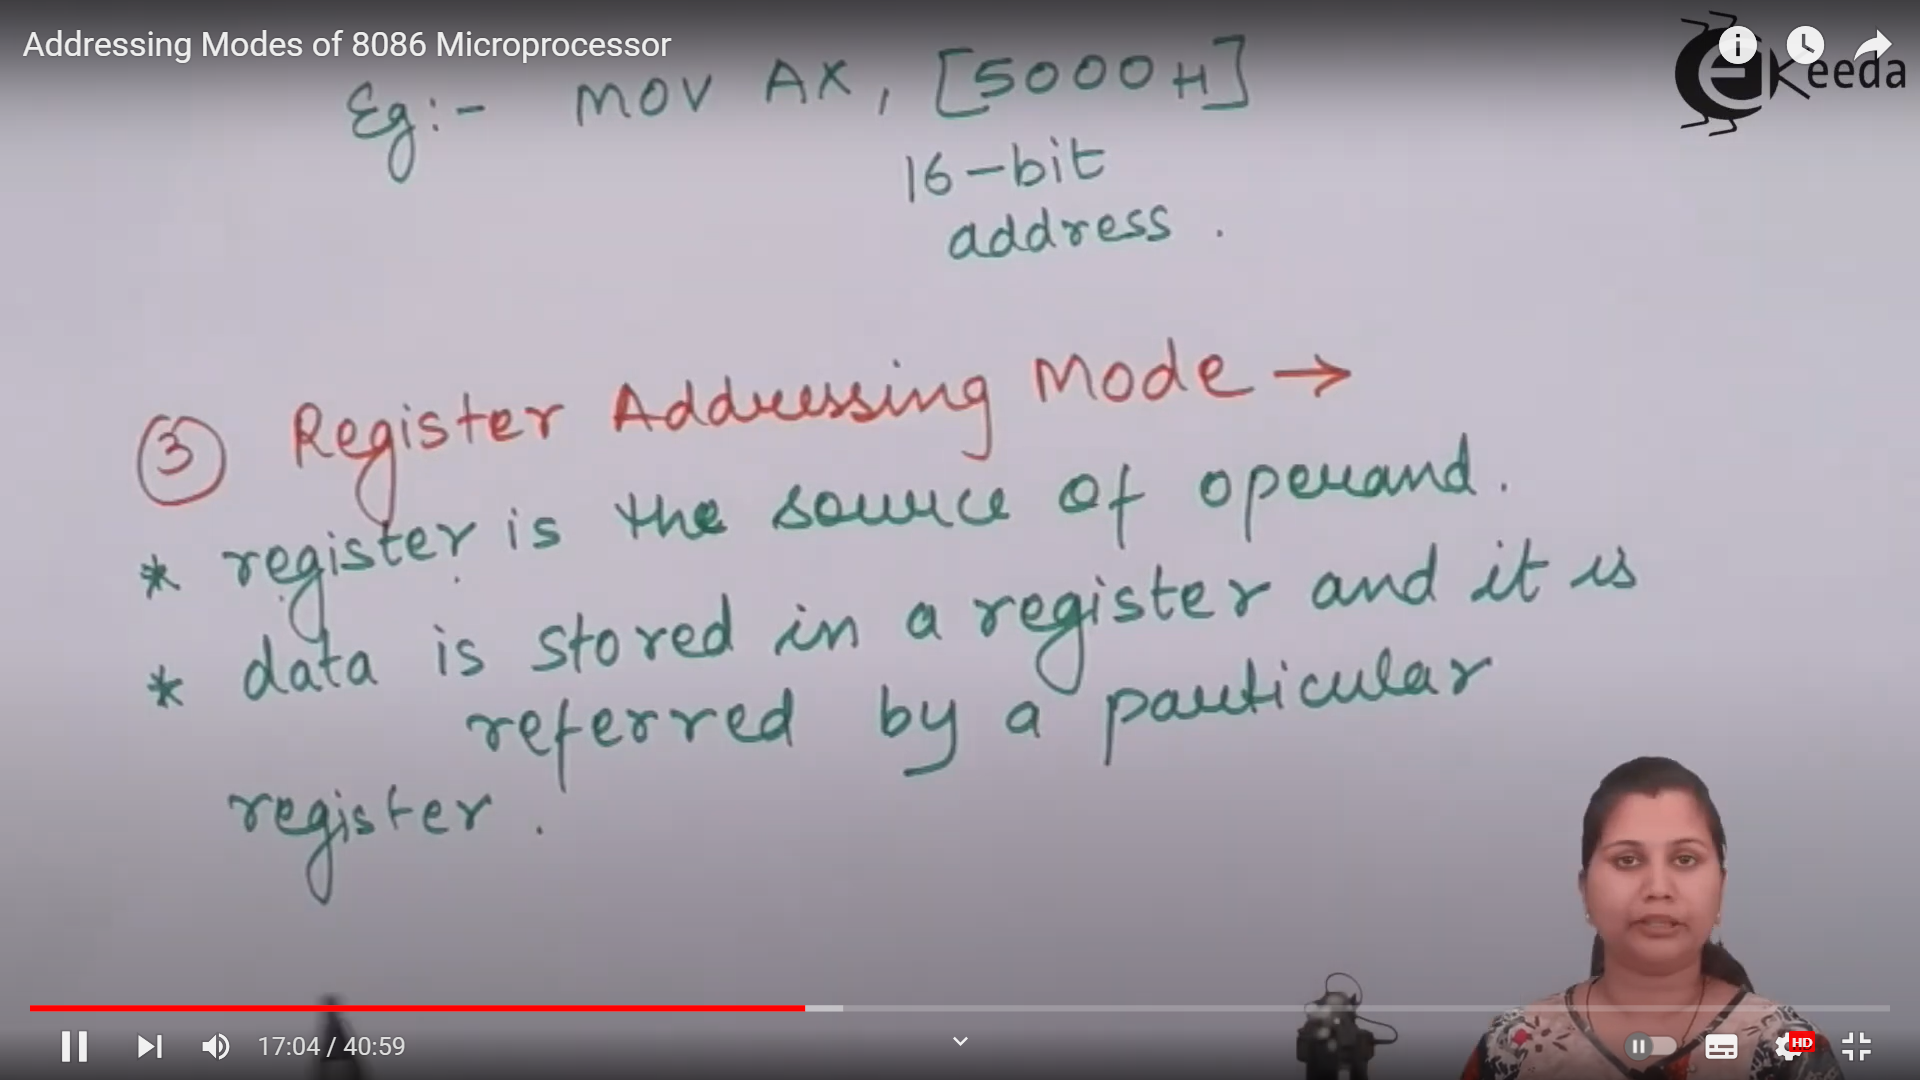 Addressing Modes of 8086 Microprocessor
eKeeda
Eg:- MOV AX, [5000H]
16-bit
address.
③ Register Addressing Mode →
* register is the source of operand.
* data is stored in a register and it is
referred by a particular
register.
17:04 / 40:59
HD